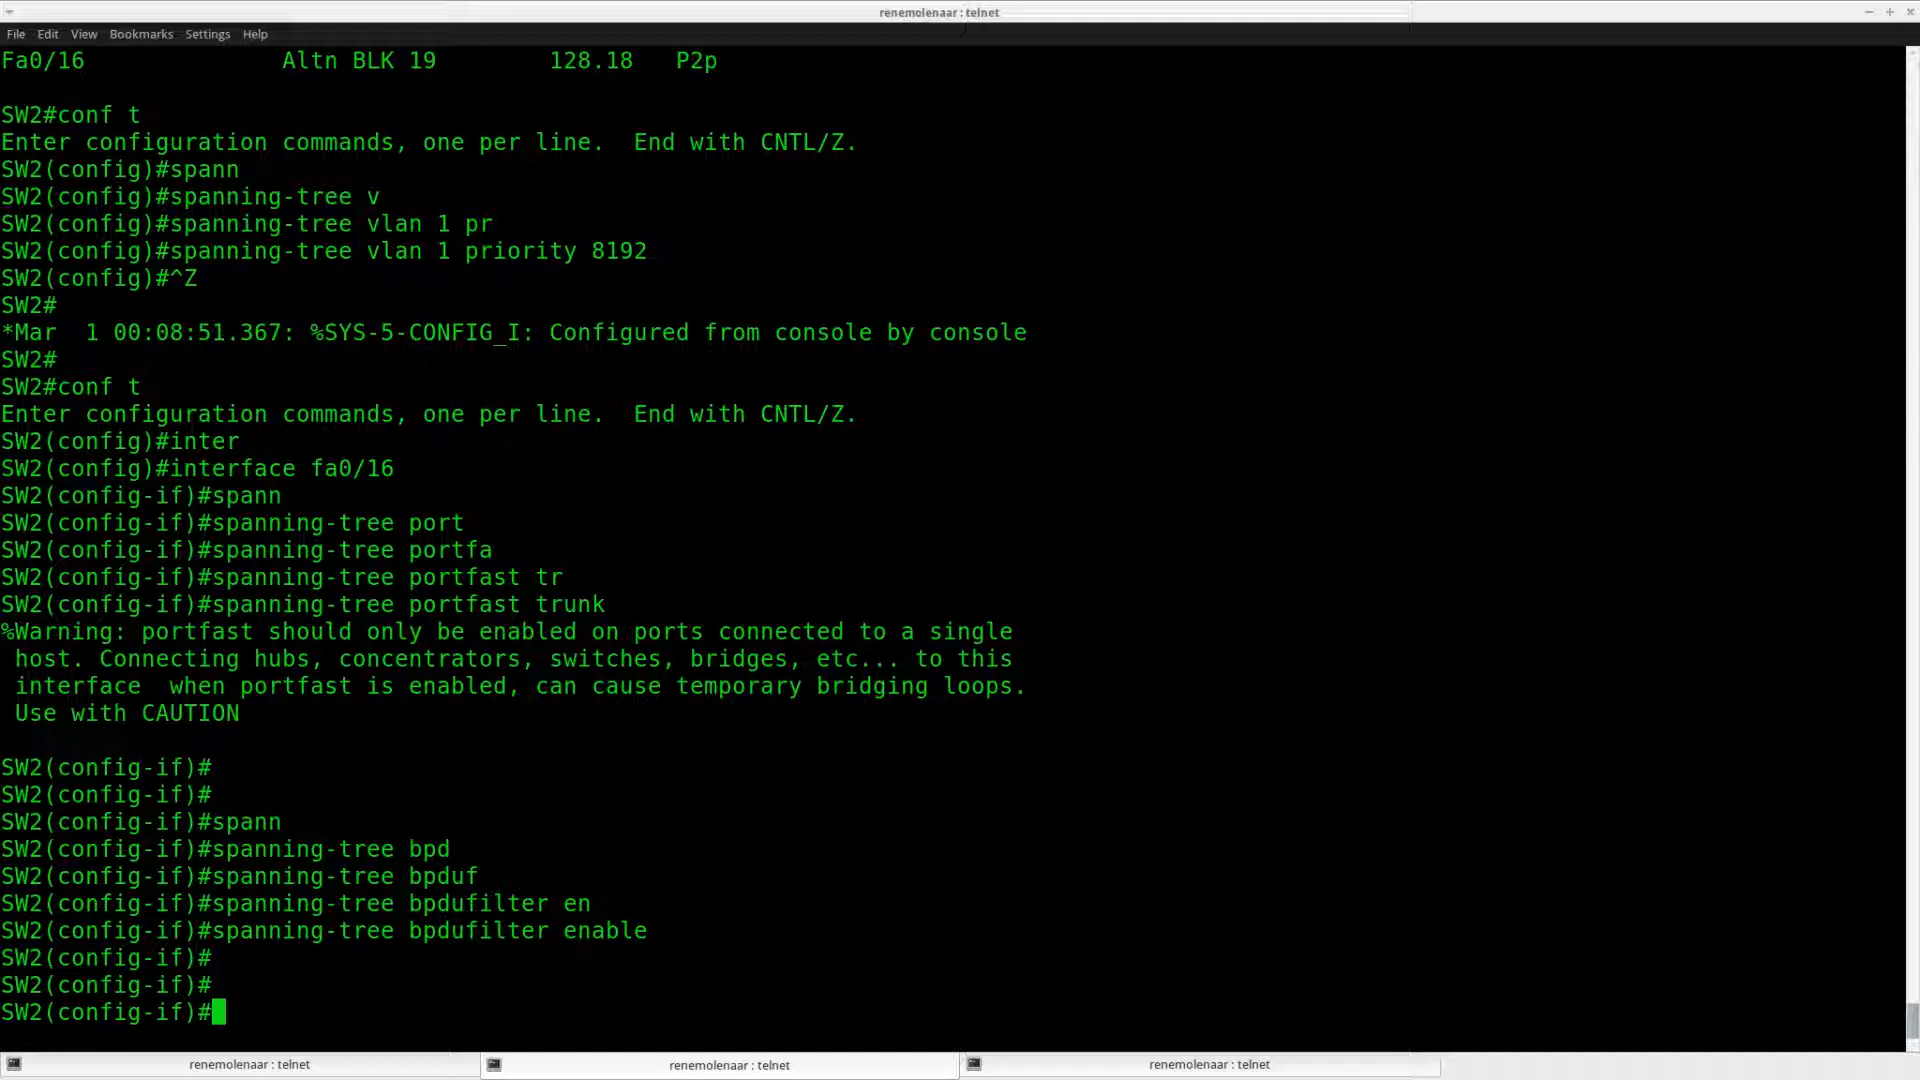 renemolenaar : telnet
File Edit View Bookmarks Settings Help
Fa0/16              Altn BLK 19        128.18   P2p
SW2#conf t
Enter configuration commands, one per line.  End with CNTL/Z.
SW2(config)#spann
SW2(config)#spanning-tree v
SW2(config)#spanning-tree vlan 1 pr
SW2(config)#spanning-tree vlan 1 priority 8192
SW2(config)#^Z
SW2#
*Mar  1 00:08:51.367: %SYS-5-CONFIG_I: Configured from console by console
SW2#
SW2#conf t
Enter configuration commands, one per line.  End with CNTL/Z.
SW2(config)#inter
SW2(config)#interface fa0/16
SW2(config-if)#spann
SW2(config-if)#spanning-tree port
SW2(config-if)#spanning-tree portfa
SW2(config-if)#spanning-tree portfast tr
SW2(config-if)#spanning-tree portfast trunk
%Warning: portfast should only be enabled on ports connected to a single
 host. Connecting hubs, concentrators, switches, bridges, etc... to this
 interface  when portfast is enabled, can cause temporary bridging loops.
 Use with CAUTION
SW2(config-if)#
SW2(config-if)#
SW2(config-if)#spann
SW2(config-if)#spanning-tree bpd
SW2(config-if)#spanning-tree bpduf
SW2(config-if)#spanning-tree bpdufilter en
SW2(config-if)#spanning-tree bpdufilter enable
SW2(config-if)#
SW2(config-if)#
SW2(config-if)#
renemolenaar : telnet
renemolenaar : telnet
renemolenaar : telnet